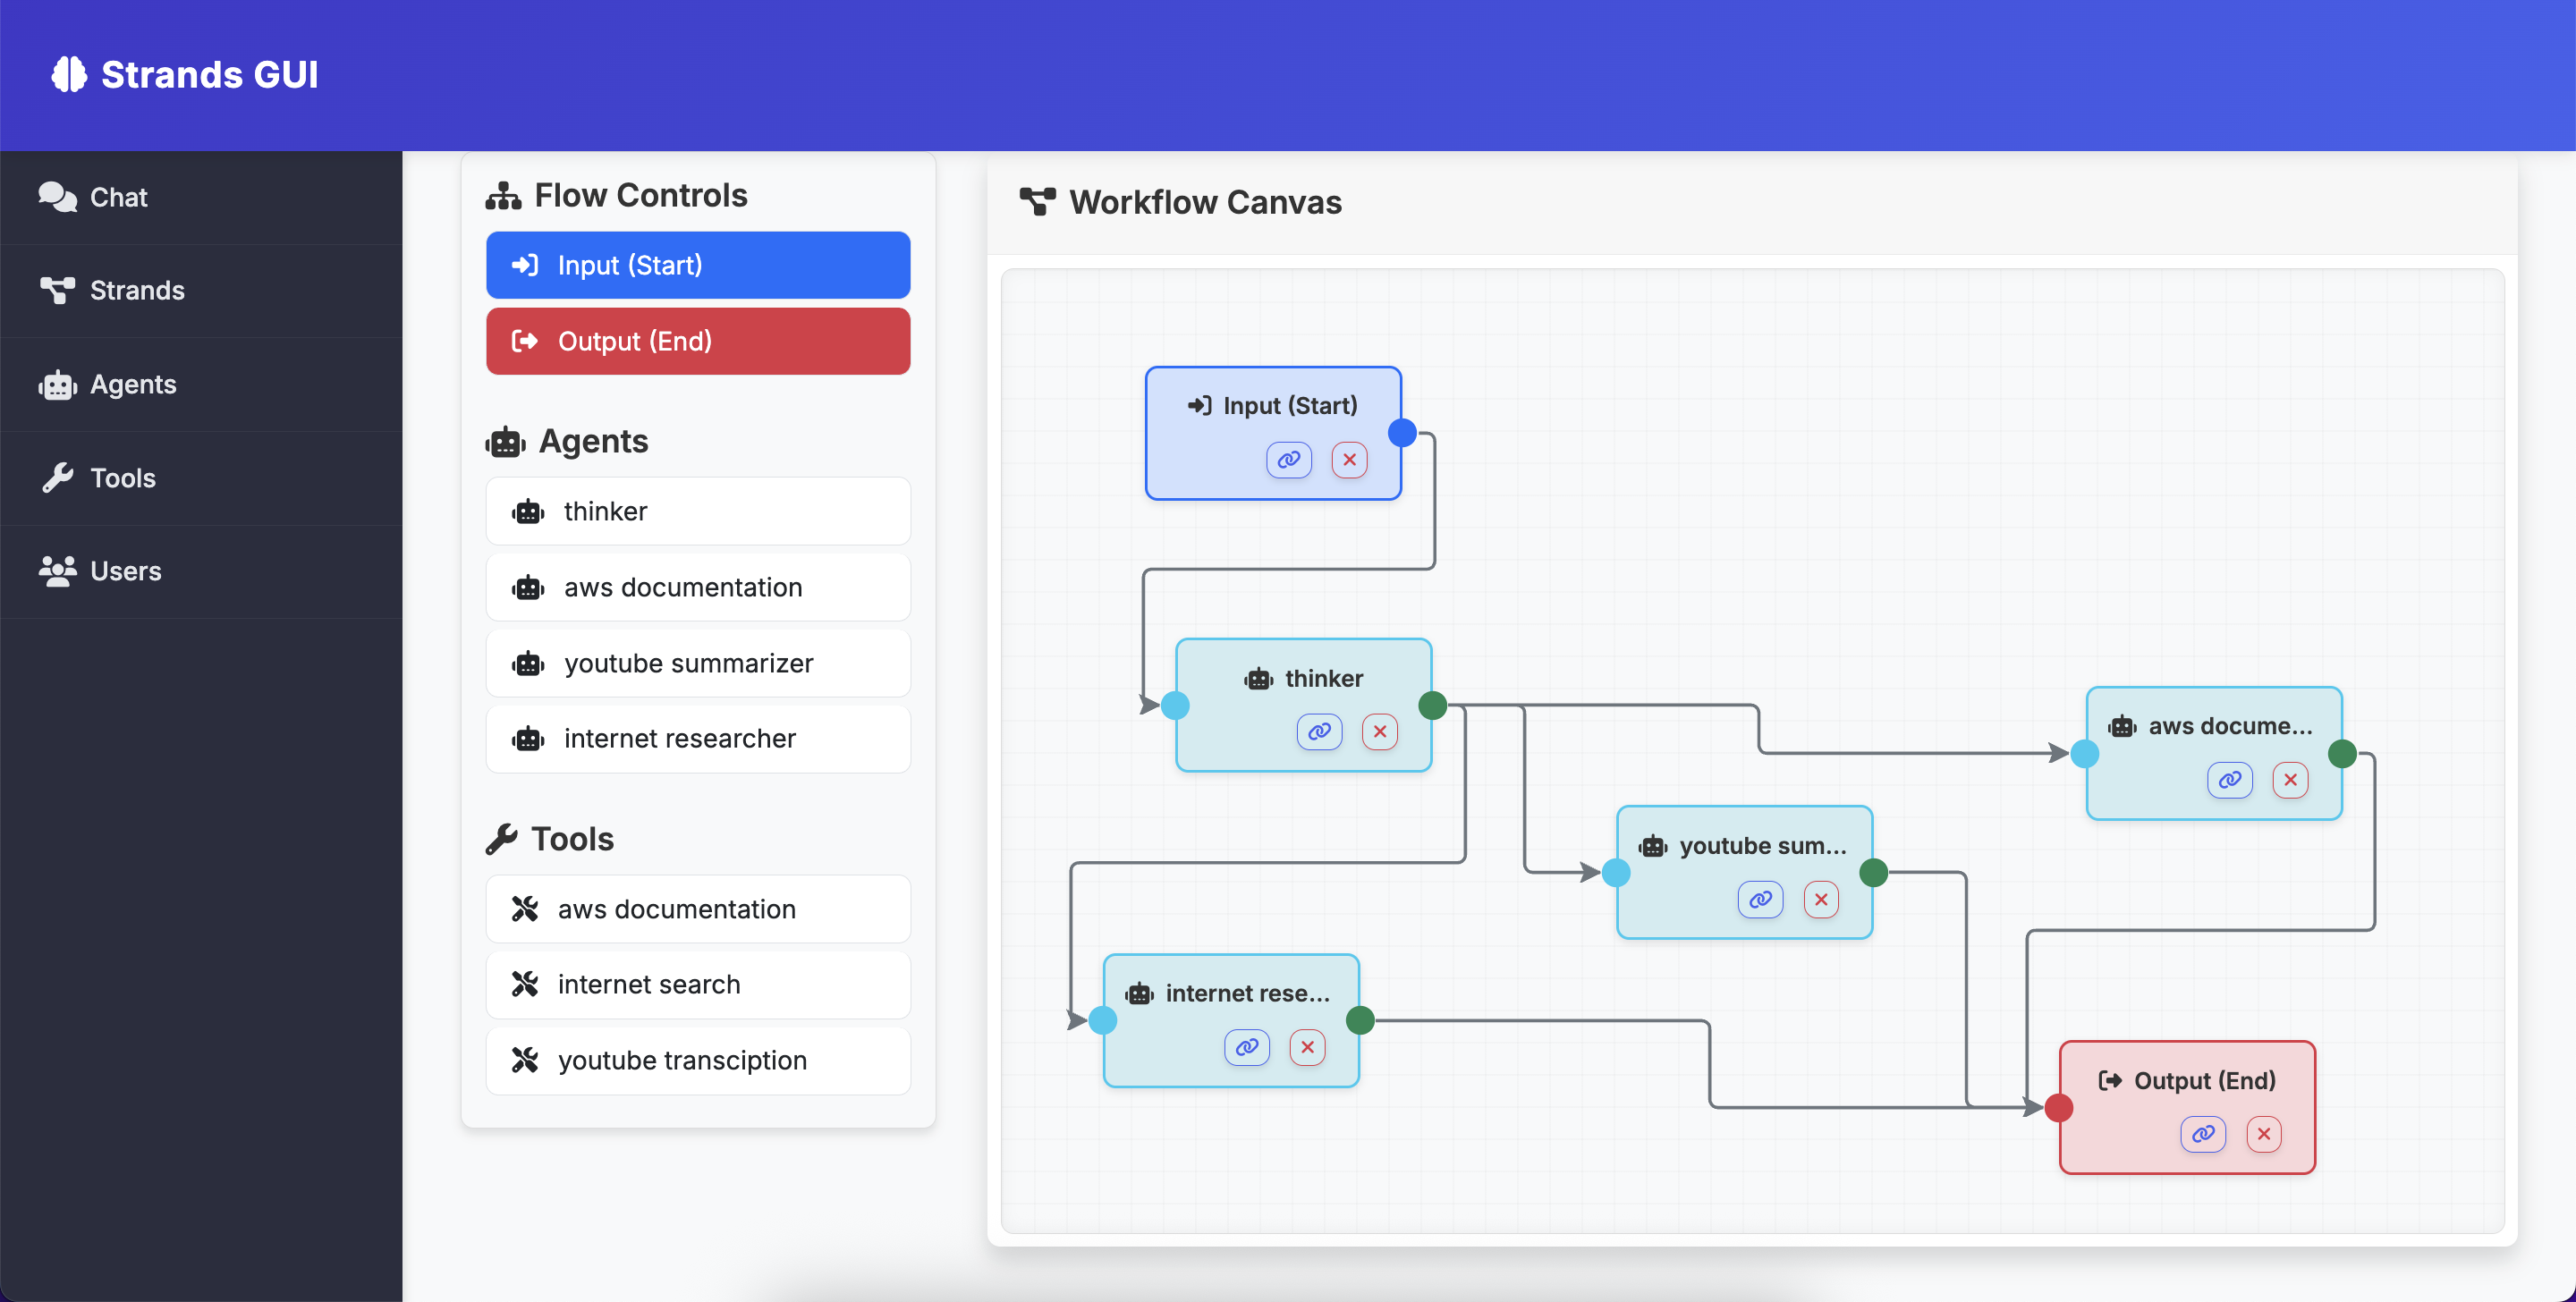 Strands GUI
Chat
Strands
Agents
Tools
Users
Flow Controls
Input (Start)
Output (End)
Agents
thinker
aws documentation
youtube summarizer
internet researcher
Tools
aws documentation
internet search
youtube transciption
Workflow Canvas
Input (Start)
thinker
aws docume...
youtube sum...
internet rese...
Output (End)